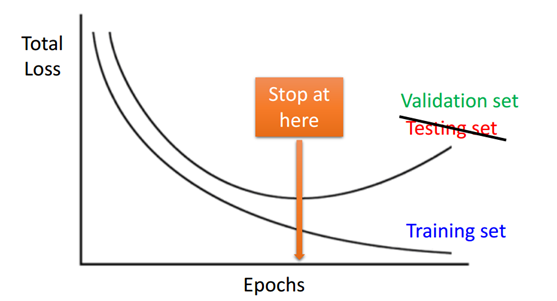 Total
Loss
Stop at
here
Validation set
Testing set
Training set
Epochs